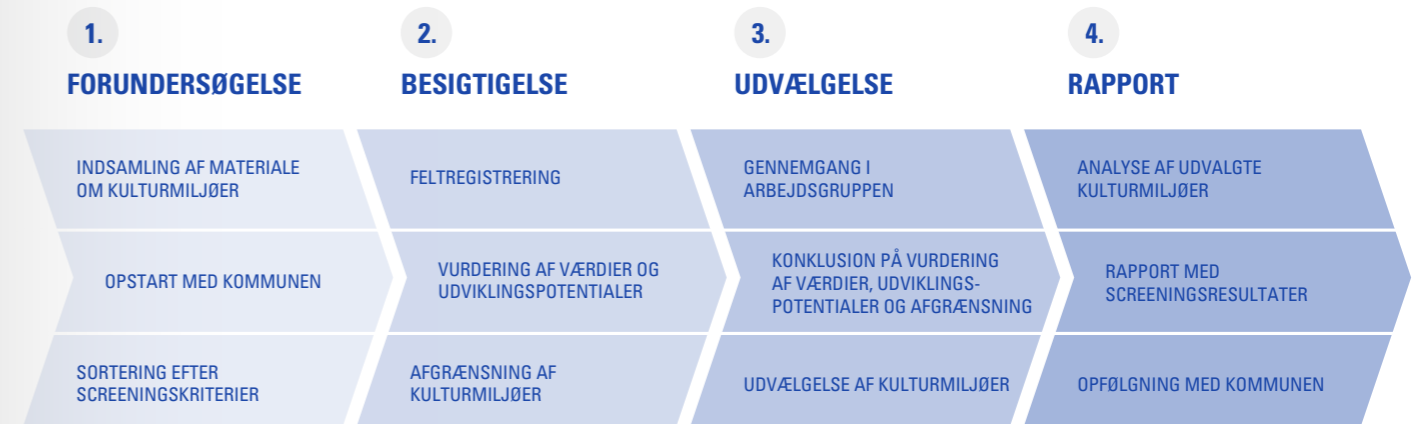 1.
FORUNDERSØGELSE
INDSAMLING AF MATERIALE
OM KULTURMILJØER
OPSTART MED KOMMUNEN
SORTERING EFTER
SCREENINGSKRITERIER
2.
BESIGTIGELSE
FELTREGISTRERING
VURDERING AF VÆRDIER OG
UDVIKLINGSPOTENTIALER
AFGRÆNSNING AF
KULTURMILJØER
3.
UDVÆLGELSE
GENNEMGANG I
ARBEJDSGRUPPEN
KONKLUSION PÅ VURDERING
AF VÆRDIER, UDVIKLINGS-
POTENTIALER OG AFGRÆNSNING
UDVÆLGELSE AF KULTURMILJØER
4.
RAPPORT
ANALYSE AF UDVALGTE
KULTURMILJØER
RAPPORT MED
SCREENINGSRESULTATER
OPFØLGNING MED KOMMUNEN